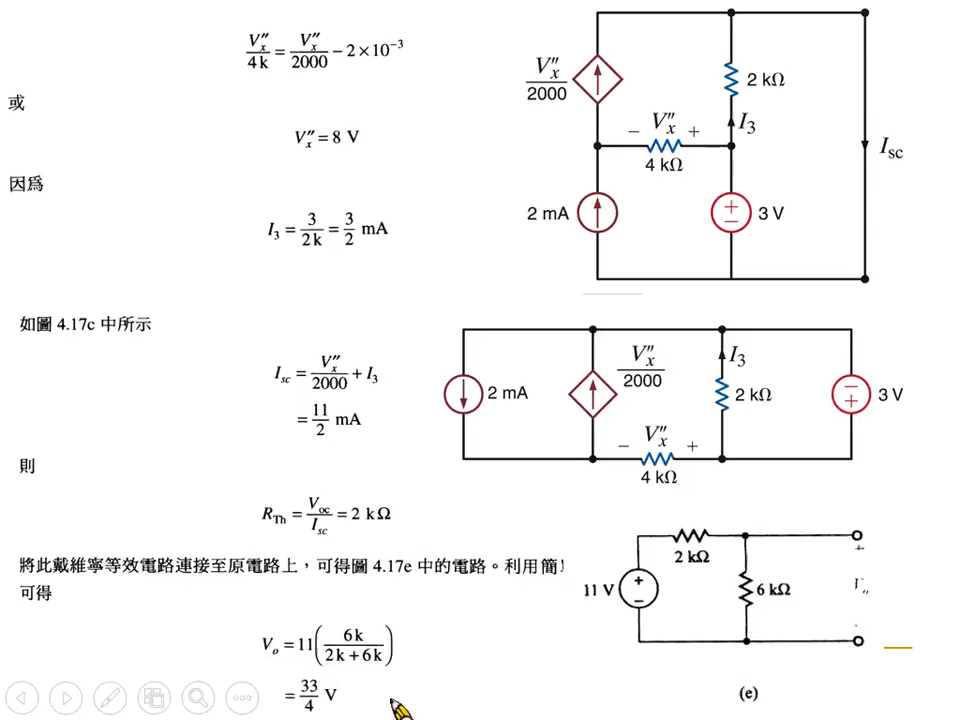 V″ₓ/4k = V″ₓ/2000 − 2×10⁻³
或
V″ₓ = 8 V
因爲
I₃ = 3/2k = 3/2 mA
如圖 4.17c 中所示
I_sc = V″ₓ/2000 + I₃
= 11/2 mA
則
R_Th = V_oc/I_sc = 2 kΩ
將此戴維寧等效電路連接至原電路上，可得圖 4.17e 中的電路。利用簡
可得
V_o = 11(6k/(2k+6k))
= 33/4 V
V″ₓ/2000
2 kΩ
− V″ₓ +
I₃
4 kΩ
I_sc
2 mA
+
−
3 V
V″ₓ/2000
I₃
2 mA
2 kΩ
−
+
3 V
− V″ₓ +
4 kΩ
2 kΩ
+
11 V
+
−
6 kΩ
(e)